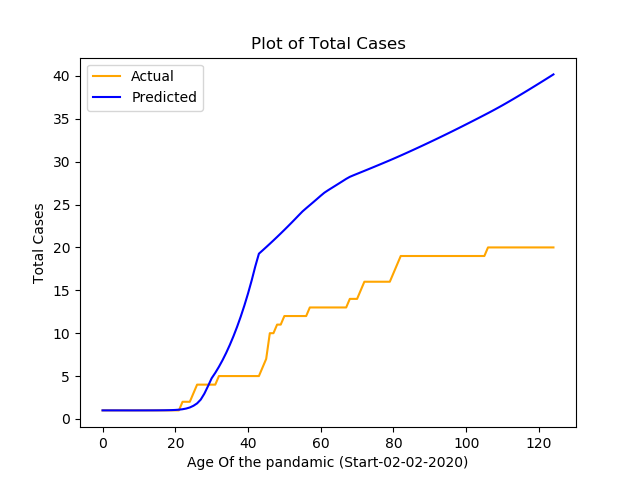 Plot of Total Cases
Actual
Predicted
40
35
30
25
20
15
10
5
0
Total Cases
0 20 40 60 80 100 120
Age Of the pandamic (Start-02-02-2020)